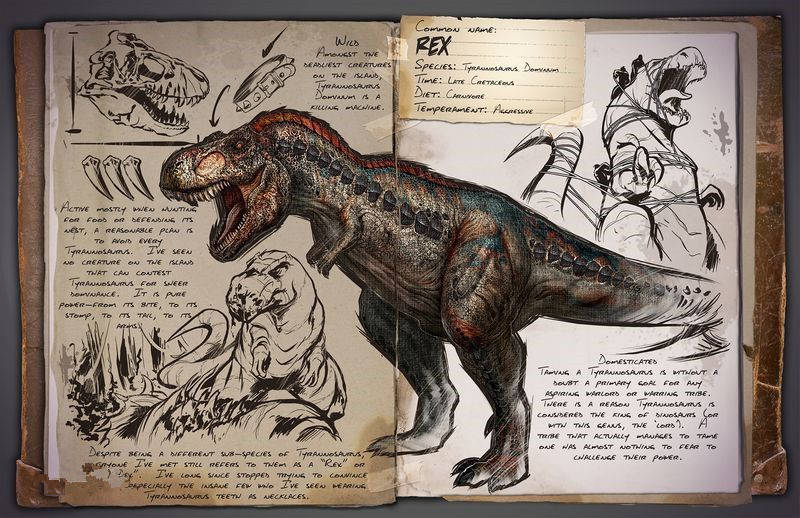 Common name:
REX
Species: Tyrannosaurus Dominum
Time: Late Cretaceous
Diet: Carnivore
Temperament: Aggressive
Wild
Amongst the
deadliest creatures
on the island,
Tyrannosaurus
Dominum is a
killing machine.
Active mostly when hunting
for food or defending its
nest, a reasonable plan is
to avoid every
Tyrannosaurus. I've seen
no creature on the island
that can contest
Tyrannosaurus for sheer
dominance. It is pure
power—from its bite, to its
stomp, to its tail, to its
arms).
Despite being a different sub-species of Tyrannosaurus,
I've met still refers to them as a "Rex" or
I've long since stopped trying to convince
especially the insane few who I've seen wearing
Tyrannosaurus teeth as necklaces.
Domesticated
Taming a Tyrannosaurus is without a
doubt a primary goal for any
aspiring warlord or warring tribe.
There is a reason Tyrannosaurus is
considered the king of dinosaurs (or
with this genus, the 'lord'). A
tribe that actually manages to tame
one was almost nothing to fear to
challenge their power.